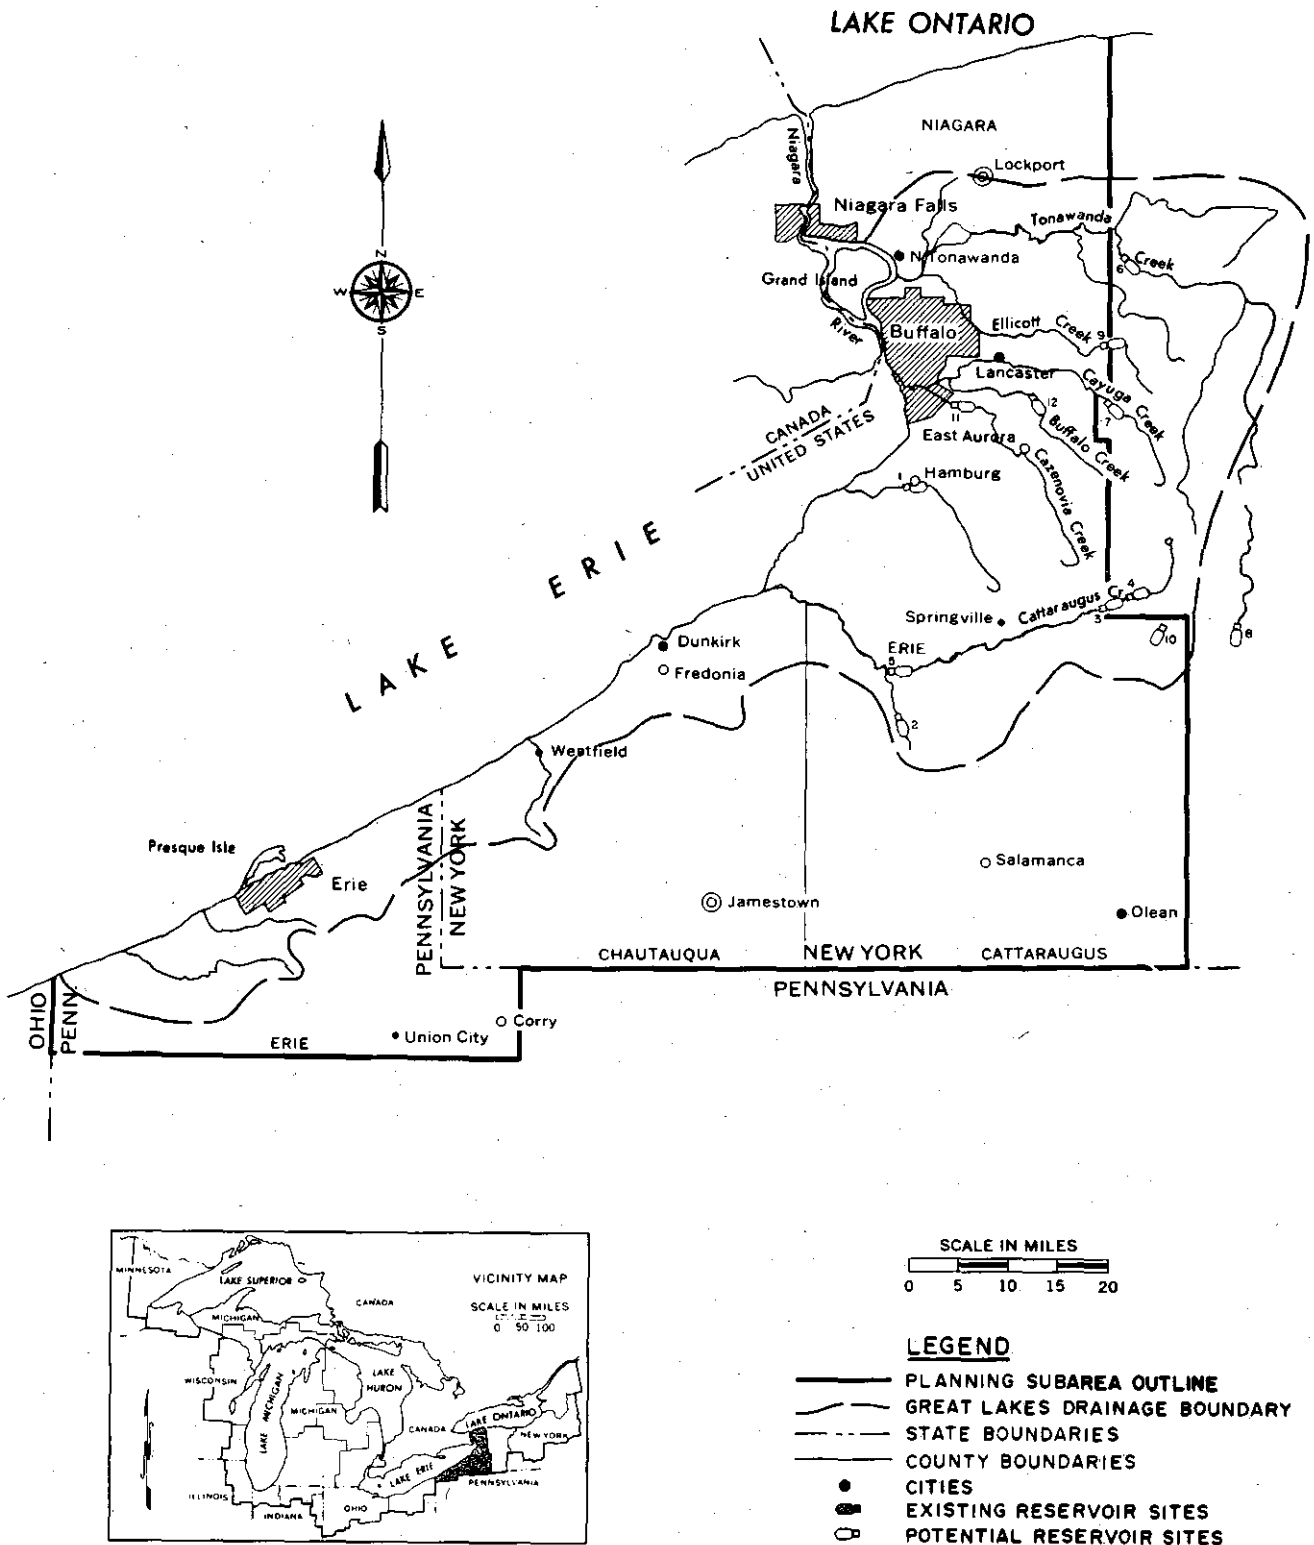 LAKE ONTARIO
NIAGARA
Niagara
Lockport
Niagara Falls
Tonawanda
N Tonawanda
Creek
6
Grand Island
River
Buffalo
Ellicott
Creek
9
Lancaster
Cayuga Creek
7
12
Buffalo Creek
11
CANADA
UNITED STATES
East Aurora
Cazenovia Creek
1
Hamburg
N
W
E
S
LAKE ERIE
Springville
Cattaraugus Cr.
4
3
10
8
Dunkirk
ERIE
5
Fredonia
2
Westfield
PENNSYLVANIA
NEW YORK
Presque Isle
Erie
Salamanca
Jamestown
Olean
CHAUTAUQUA
NEW YORK
CATTARAUGUS
PENNSYLVANIA
OHIO
PENN.
Corry
Union City
ERIE
MINNESOTA
LAKE SUPERIOR
VICINITY MAP
CANADA
SCALE IN MILES
0 50 100
MICHIGAN
WISCONSIN
LAKE MICHIGAN
LAKE HURON
MICHIGAN
CANADA
LAKE ONTARIO
NEW YORK
LAKE ERIE
PENNSYLVANIA
ILLINOIS
INDIANA
OHIO
SCALE IN MILES
0 5 10 15 20
LEGEND
PLANNING SUBAREA OUTLINE
GREAT LAKES DRAINAGE BOUNDARY
STATE BOUNDARIES
COUNTY BOUNDARIES
CITIES
EXISTING RESERVOIR SITES
POTENTIAL RESERVOIR SITES